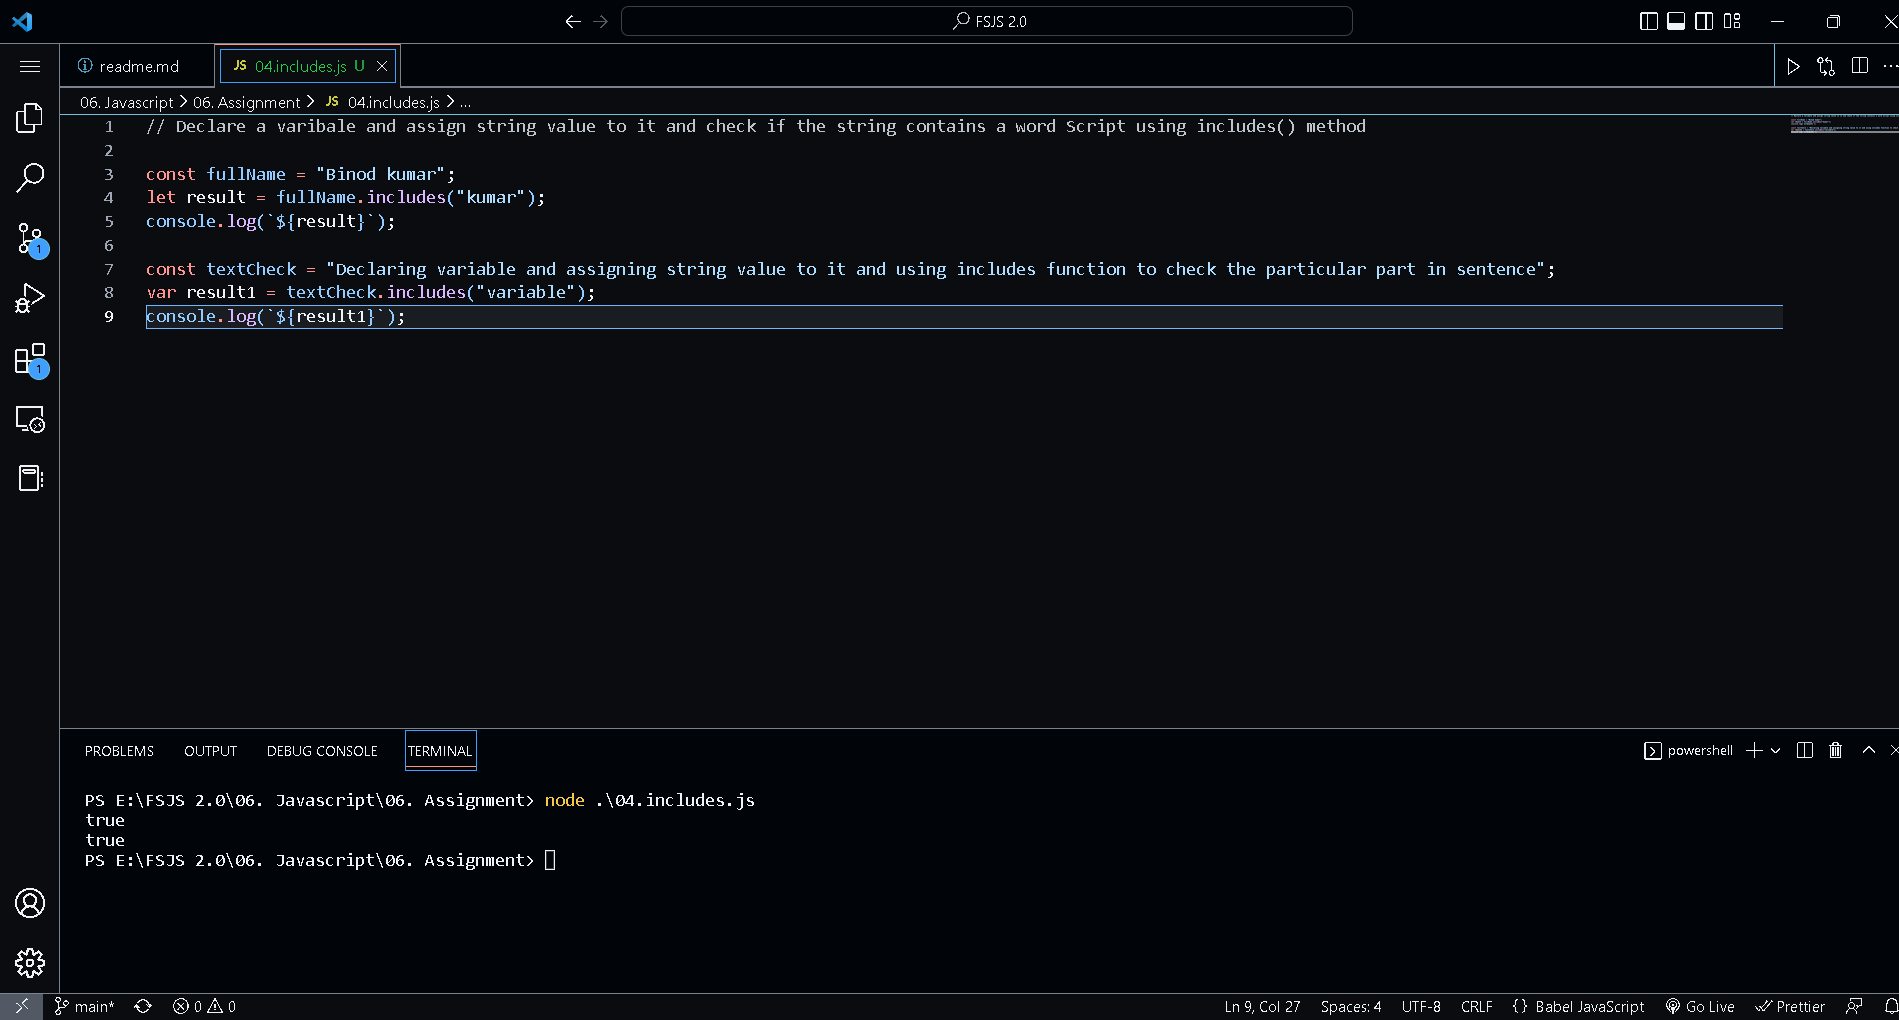 FSJS 2.0
readme.md
JS 04.includes.js U
06. Javascript > 06. Assignment > JS 04.includes.js > ...
1 // Declare a varibale and assign string value to it and check if the string contains a word Script using includes() method
2
3 const fullName = "Binod kumar";
4 let result = fullName.includes("kumar");
5 console.log(`${result}`);
6
7 const textCheck = "Declaring variable and assigning string value to it and using includes function to check the particular part in sentence";
8 var result1 = textCheck.includes("variable");
9 console.log(`${result1}`);
1
1
PROBLEMS OUTPUT DEBUG CONSOLE TERMINAL
powershell
PS E:\FSJS 2.0\06. Javascript\06. Assignment> node .\04.includes.js
true
true
PS E:\FSJS 2.0\06. Javascript\06. Assignment>
main* 0 0 Ln 9, Col 27 Spaces: 4 UTF-8 CRLF {} Babel JavaScript Go Live Prettier